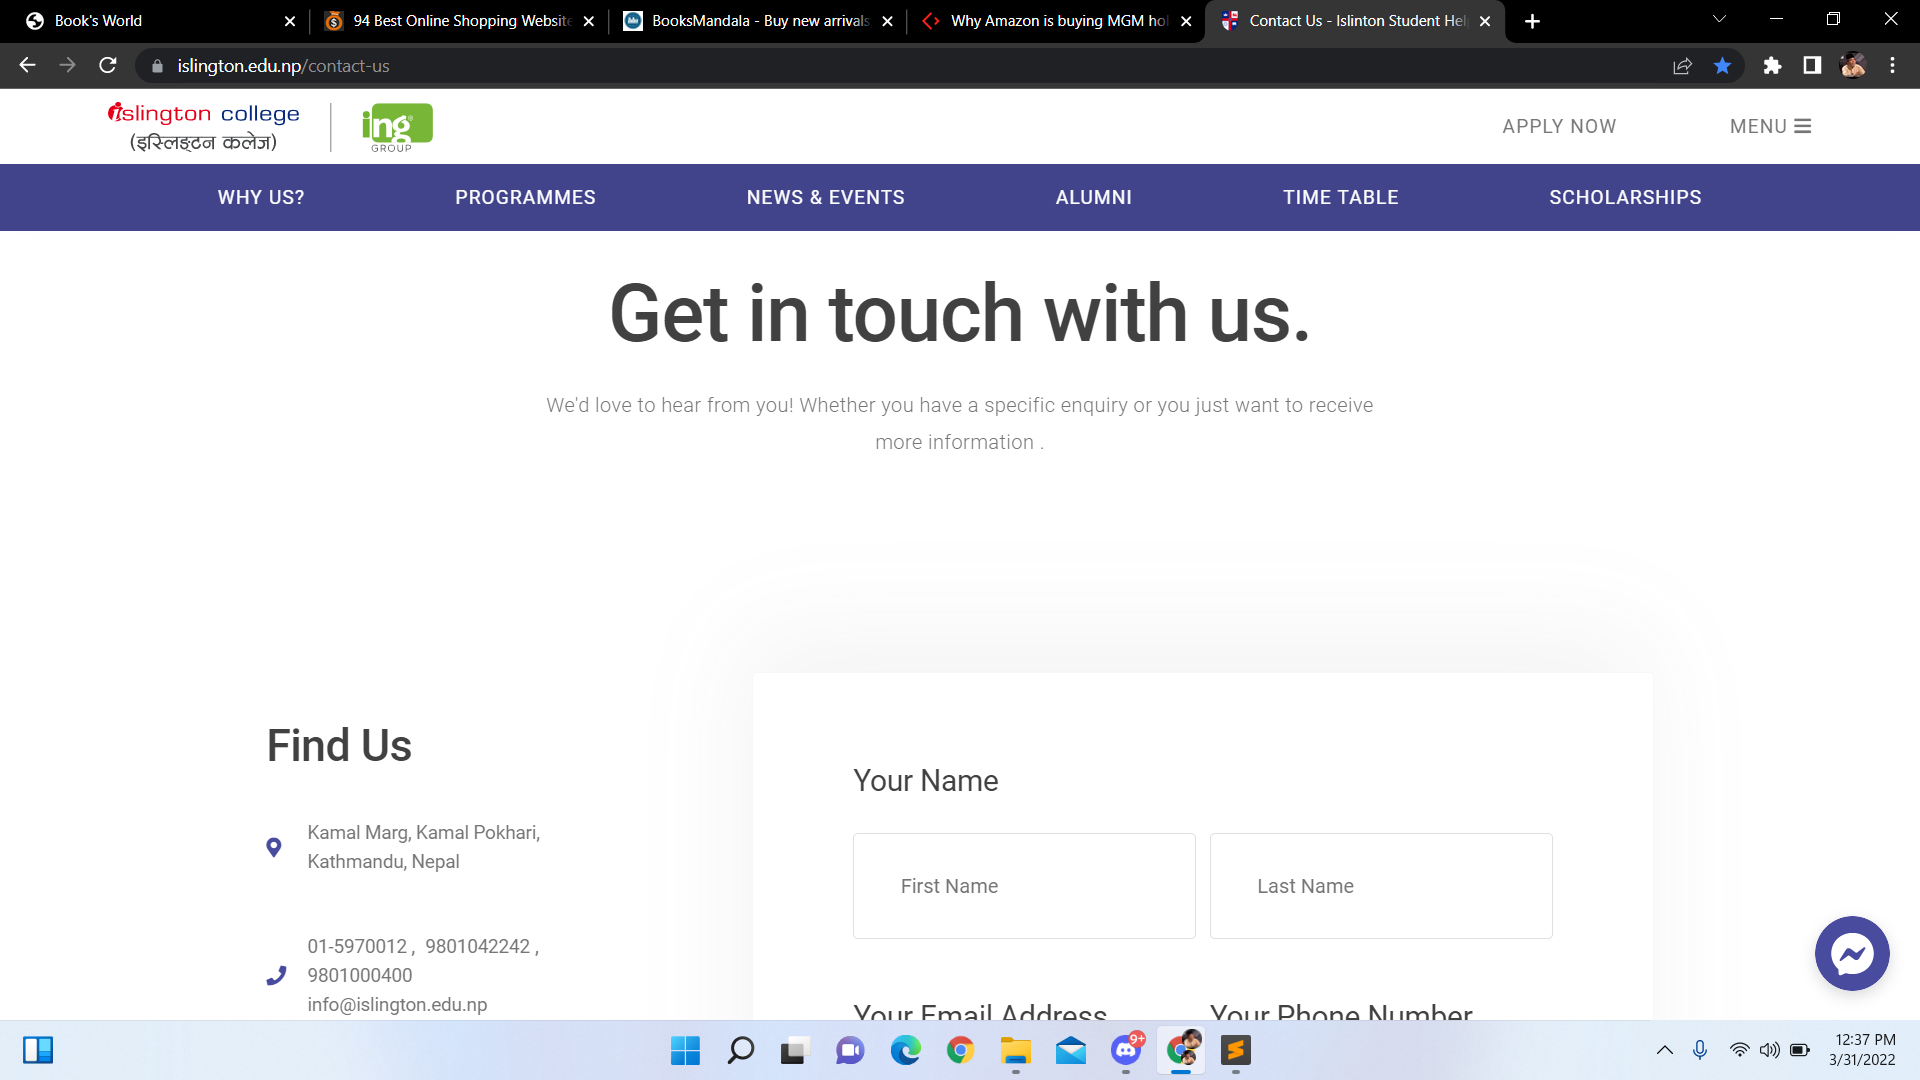 Book's World
94 Best Online Shopping Website
BooksMandala - Buy new arrivals,
Why Amazon is buying MGM hol
Contact Us - Islinton Student Hel
islington.edu.np/contact-us
islington college
(इस्लिङ्टन कलेज)
ing
GROUP
APPLY NOW
MENU
WHY US?
PROGRAMMES
NEWS & EVENTS
ALUMNI
TIME TABLE
SCHOLARSHIPS
Get in touch with us.
We'd love to hear from you! Whether you have a specific enquiry or you just want to receive
more information .
Find Us
Kamal Marg, Kamal Pokhari,
Kathmandu, Nepal
01-5970012 , 9801042242 ,
9801000400
info@islington.edu.np
Your Name
First Name
Last Name
Your Email Address
Your Phone Number
9+
12:37 PM
3/31/2022